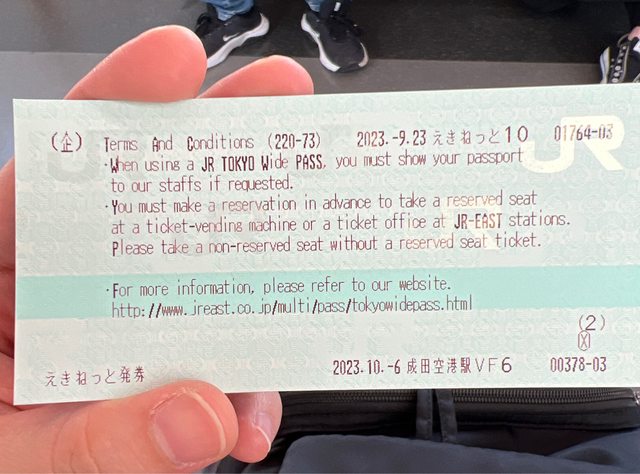 (企) Terms And Conditions (220-73) 2023.-9.23 えきねっと10 01764-03
・When using a JR TOKYO Wide PASS, you must show your passport
to our staffs if requested.
・You must make a reservation in advance to take a reserved seat
at a ticket-vending machine or a ticket office at JR-EAST stations.
Please take a non-reserved seat without a reserved seat ticket.
・For more information, please refer to our website.
http://www.jreast.co.jp/multi/pass/tokyowidepass.html
(2)
えきねっと発券 2023.10.-6 成田空港駅VF6 00378-03
JR